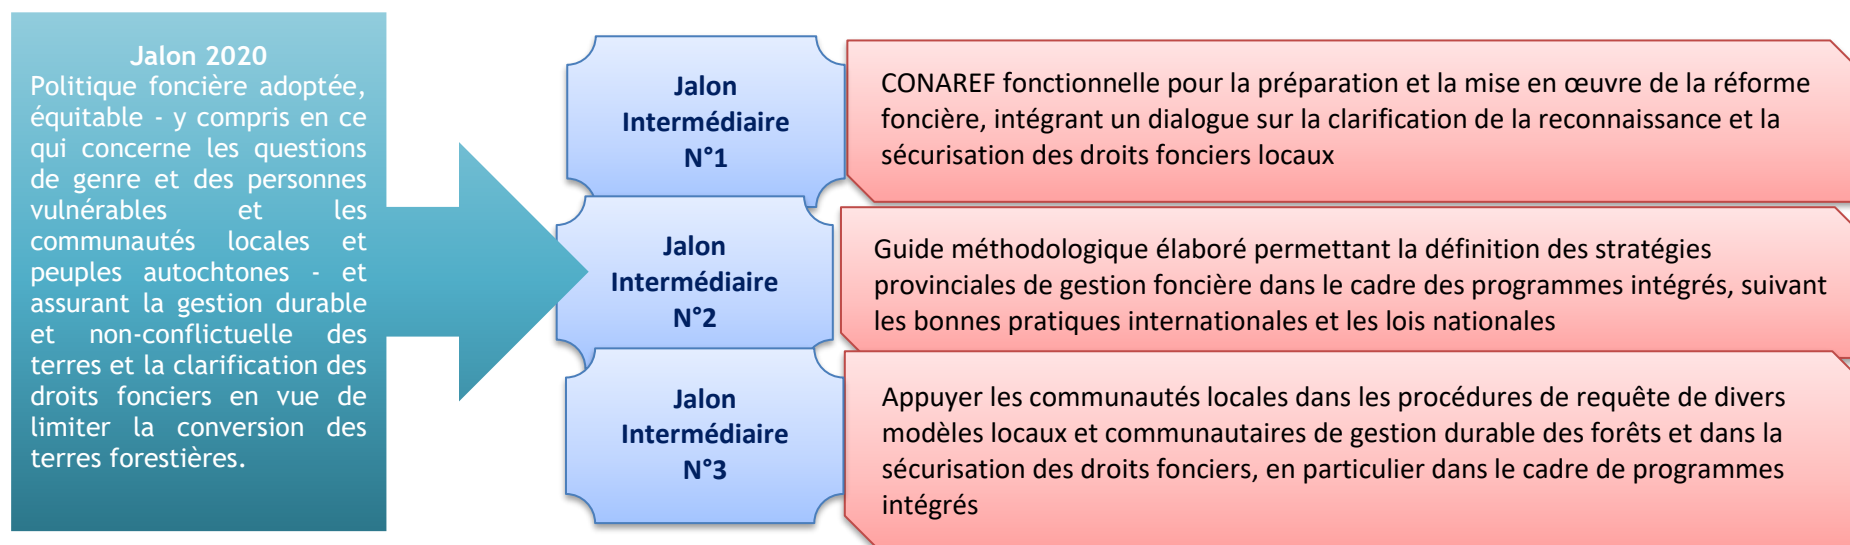 Jalon 2020
Politique foncière adoptée,
équitable - y compris en ce
qui concerne les questions
de genre et des personnes
vulnérables et les
communautés locales et
peuples autochtones - et
assurant la gestion durable
et non-conflictuelle des
terres et la clarification des
droits fonciers en vue de
limiter la conversion des
terres forestières.
Jalon
Intermédiaire
N°1
CONAREF fonctionnelle pour la préparation et la mise en œuvre de la réforme
foncière, intégrant un dialogue sur la clarification de la reconnaissance et la
sécurisation des droits fonciers locaux
Jalon
Intermédiaire
N°2
Guide méthodologique élaboré permettant la définition des stratégies
provinciales de gestion foncière dans le cadre des programmes intégrés, suivant
les bonnes pratiques internationales et les lois nationales
Jalon
Intermédiaire
N°3
Appuyer les communautés locales dans les procédures de requête de divers
modèles locaux et communautaires de gestion durable des forêts et dans la
sécurisation des droits fonciers, en particulier dans le cadre de programmes
intégrés